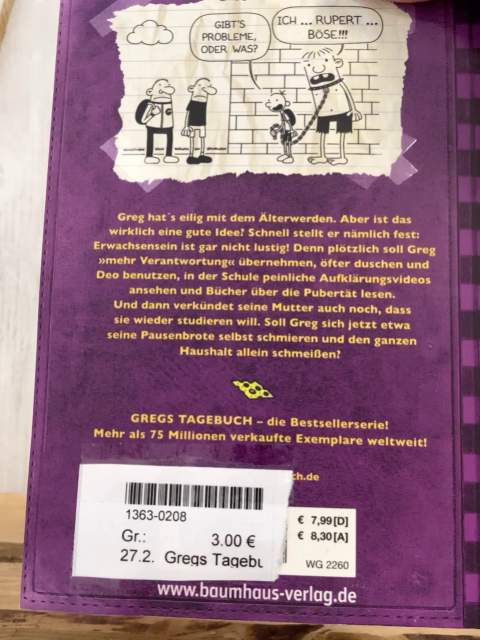 GIBT'S
PROBLEME,
ODER WAS?
ICH ... RUPERT ...
BÖSE!!!
Greg hat´s eilig mit dem Älterwerden. Aber ist das
wirklich eine gute Idee? Schnell stellt er nämlich fest:
Erwachsensein ist gar nicht lustig! Denn plötzlich soll Greg
»mehr Verantwortung« übernehmen, öfter duschen und
Deo benutzen, in der Schule peinliche Aufklärungsvideos
ansehen und Bücher über die Pubertät lesen.
Und dann verkündet seine Mutter auch noch, dass
sie wieder studieren will. Soll Greg sich jetzt etwa
seine Pausenbrote selbst schmieren und den ganzen
Haushalt allein schmeißen?
GREGS TAGEBUCH – die Bestsellerserie!
Mehr als 75 Millionen verkaufte Exemplare weltweit!
ch.de
1363-0208
Gr.: 3.00 €
27.2. Gregs Tagebu
€ 7,99 [D]
€ 8,30 [A]
WG 2260
www.baumhaus-verlag.de